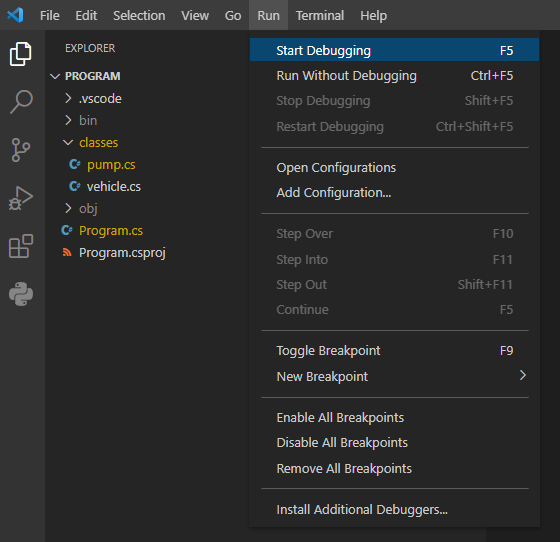 File Edit Selection View Go Run Terminal Help
EXPLORER
PROGRAM
.vscode
bin
classes
C# pump.cs
C# vehicle.cs
obj
C# Program.cs
Program.csproj
Start Debugging F5
Run Without Debugging Ctrl+F5
Stop Debugging Shift+F5
Restart Debugging Ctrl+Shift+F5
Open Configurations
Add Configuration...
Step Over F10
Step Into F11
Step Out Shift+F11
Continue F5
Toggle Breakpoint F9
New Breakpoint
Enable All Breakpoints
Disable All Breakpoints
Remove All Breakpoints
Install Additional Debuggers...